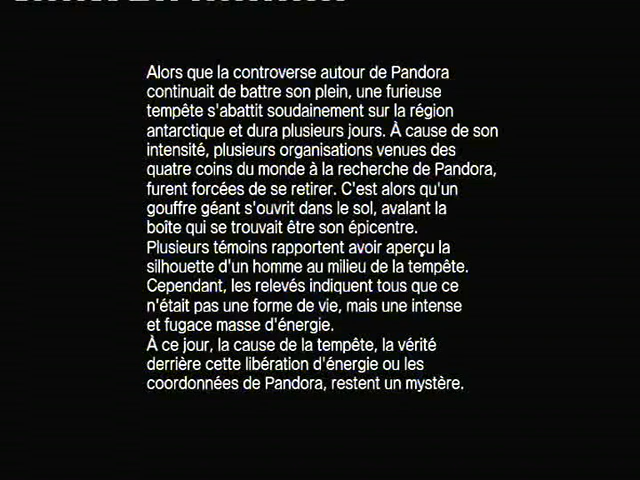 Alors que la controverse autour de Pandora
continuait de battre son plein, une furieuse
tempête s'abattit soudainement sur la région
antarctique et dura plusieurs jours. À cause de son
intensité, plusieurs organisations venues des
quatre coins du monde à la recherche de Pandora,
furent forcées de se retirer. C'est alors qu'un
gouffre géant s'ouvrit dans le sol, avalant la
boîte qui se trouvait être son épicentre.
Plusieurs témoins rapportent avoir aperçu la
silhouette d'un homme au milieu de la tempête.
Cependant, les relevés indiquent tous que ce
n'était pas une forme de vie, mais une intense
et fugace masse d'énergie.
À ce jour, la cause de la tempête, la vérité
derrière cette libération d'énergie ou les
coordonnées de Pandora, restent un mystère.